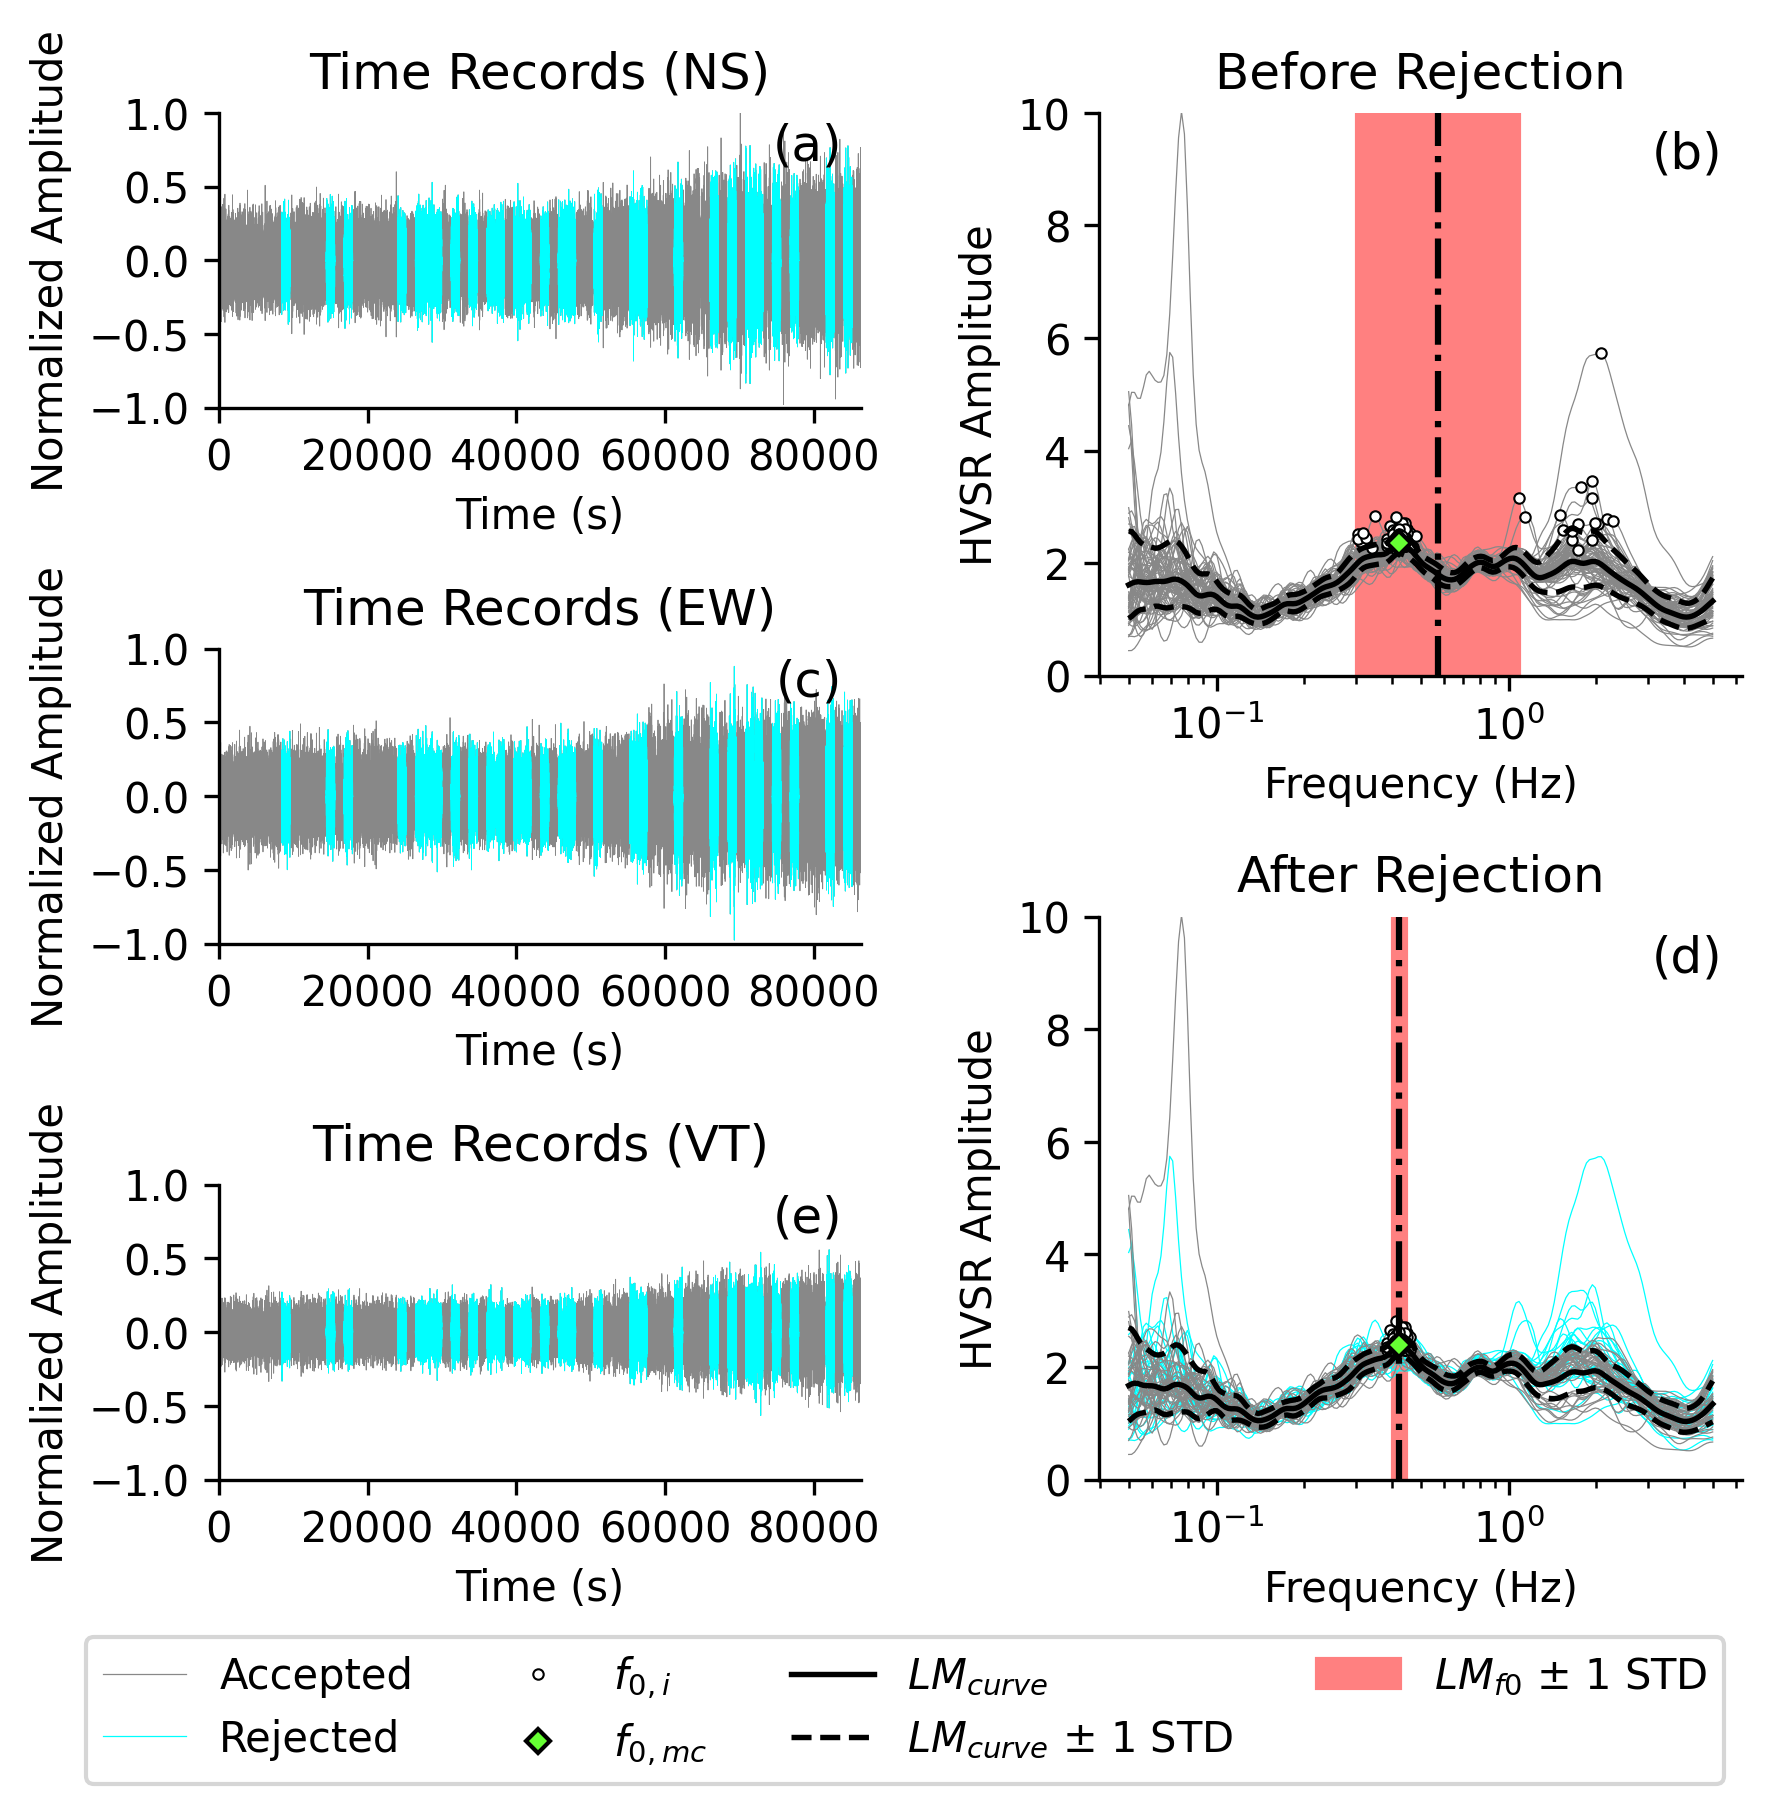 Time Records (NS)
(a)
Normalized Amplitude
1.0
0.5
0.0
−0.5
−1.0
0 20000 40000 60000 80000
Time (s)
Before Rejection
(b)
HVSR Amplitude
10
8
6
4
2
0
10⁻¹ 10⁰
Frequency (Hz)
Time Records (EW)
(c)
Normalized Amplitude
1.0
0.5
0.0
−0.5
−1.0
0 20000 40000 60000 80000
Time (s)
After Rejection
(d)
HVSR Amplitude
10
8
6
4
2
0
10⁻¹ 10⁰
Frequency (Hz)
Time Records (VT)
(e)
Normalized Amplitude
1.0
0.5
0.0
−0.5
−1.0
0 20000 40000 60000 80000
Time (s)
Accepted
Rejected
f0,i
f0,mc
LMcurve
LMcurve ± 1 STD
LMf0 ± 1 STD